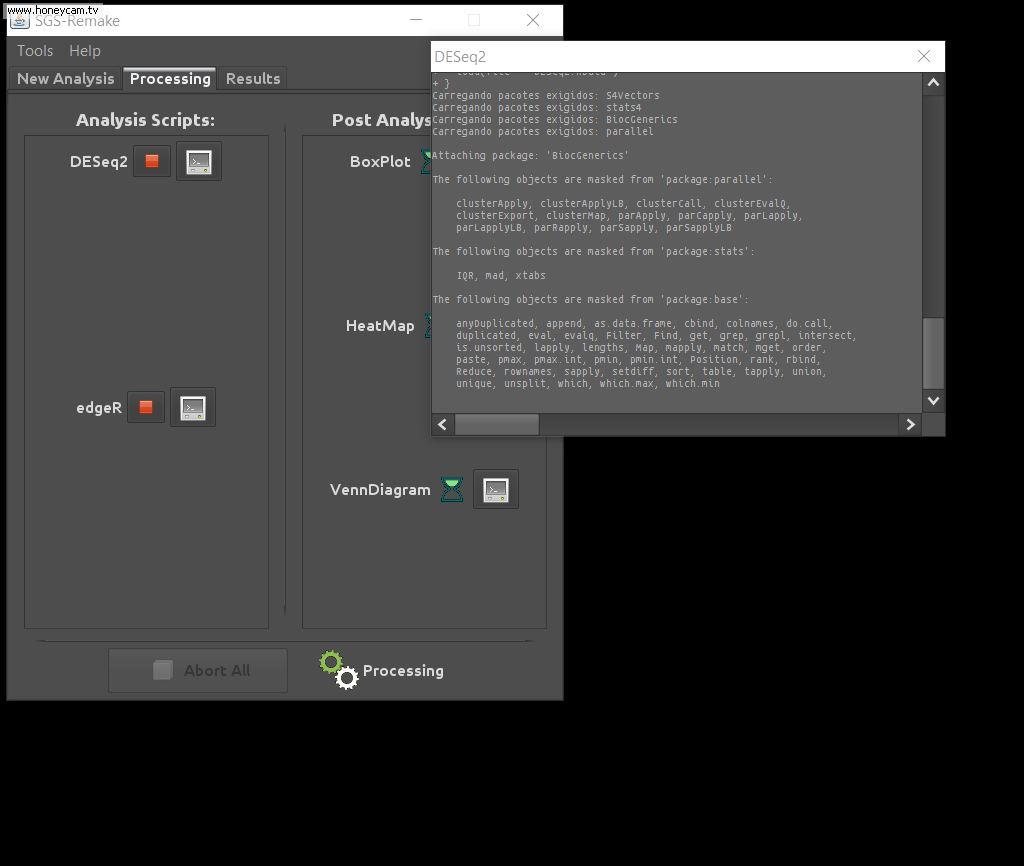 www.honeycam.tv
SGS-Remake
Tools Help
New Analysis Processing Results
Analysis Scripts:
DESeq2
edgeR
Post Analys
BoxPlot
HeatMap
VennDiagram
Abort All
Processing
DESeq2
+ }
Carregando pacotes exigidos: S4Vectors
Carregando pacotes exigidos: stats4
Carregando pacotes exigidos: BiocGenerics
Carregando pacotes exigidos: parallel
Attaching package: 'BiocGenerics'
The following objects are masked from 'package:parallel':
clusterApply, clusterApplyLB, clusterCall, clusterEvalQ,
clusterExport, clusterMap, parApply, parCapply, parLapply,
parLapplyLB, parRapply, parSapply, parSapplyLB
The following objects are masked from 'package:stats':
IQR, mad, xtabs
The following objects are masked from 'package:base':
anyDuplicated, append, as.data.frame, cbind, colnames, do.call,
duplicated, eval, evalq, Filter, Find, get, grep, grepl, intersect,
is.unsorted, lapply, lengths, Map, mapply, match, mget, order,
paste, pmax, pmax.int, pmin, pmin.int, Position, rank, rbind,
Reduce, rownames, sapply, setdiff, sort, table, tapply, union,
unique, unsplit, which, which.max, which.min